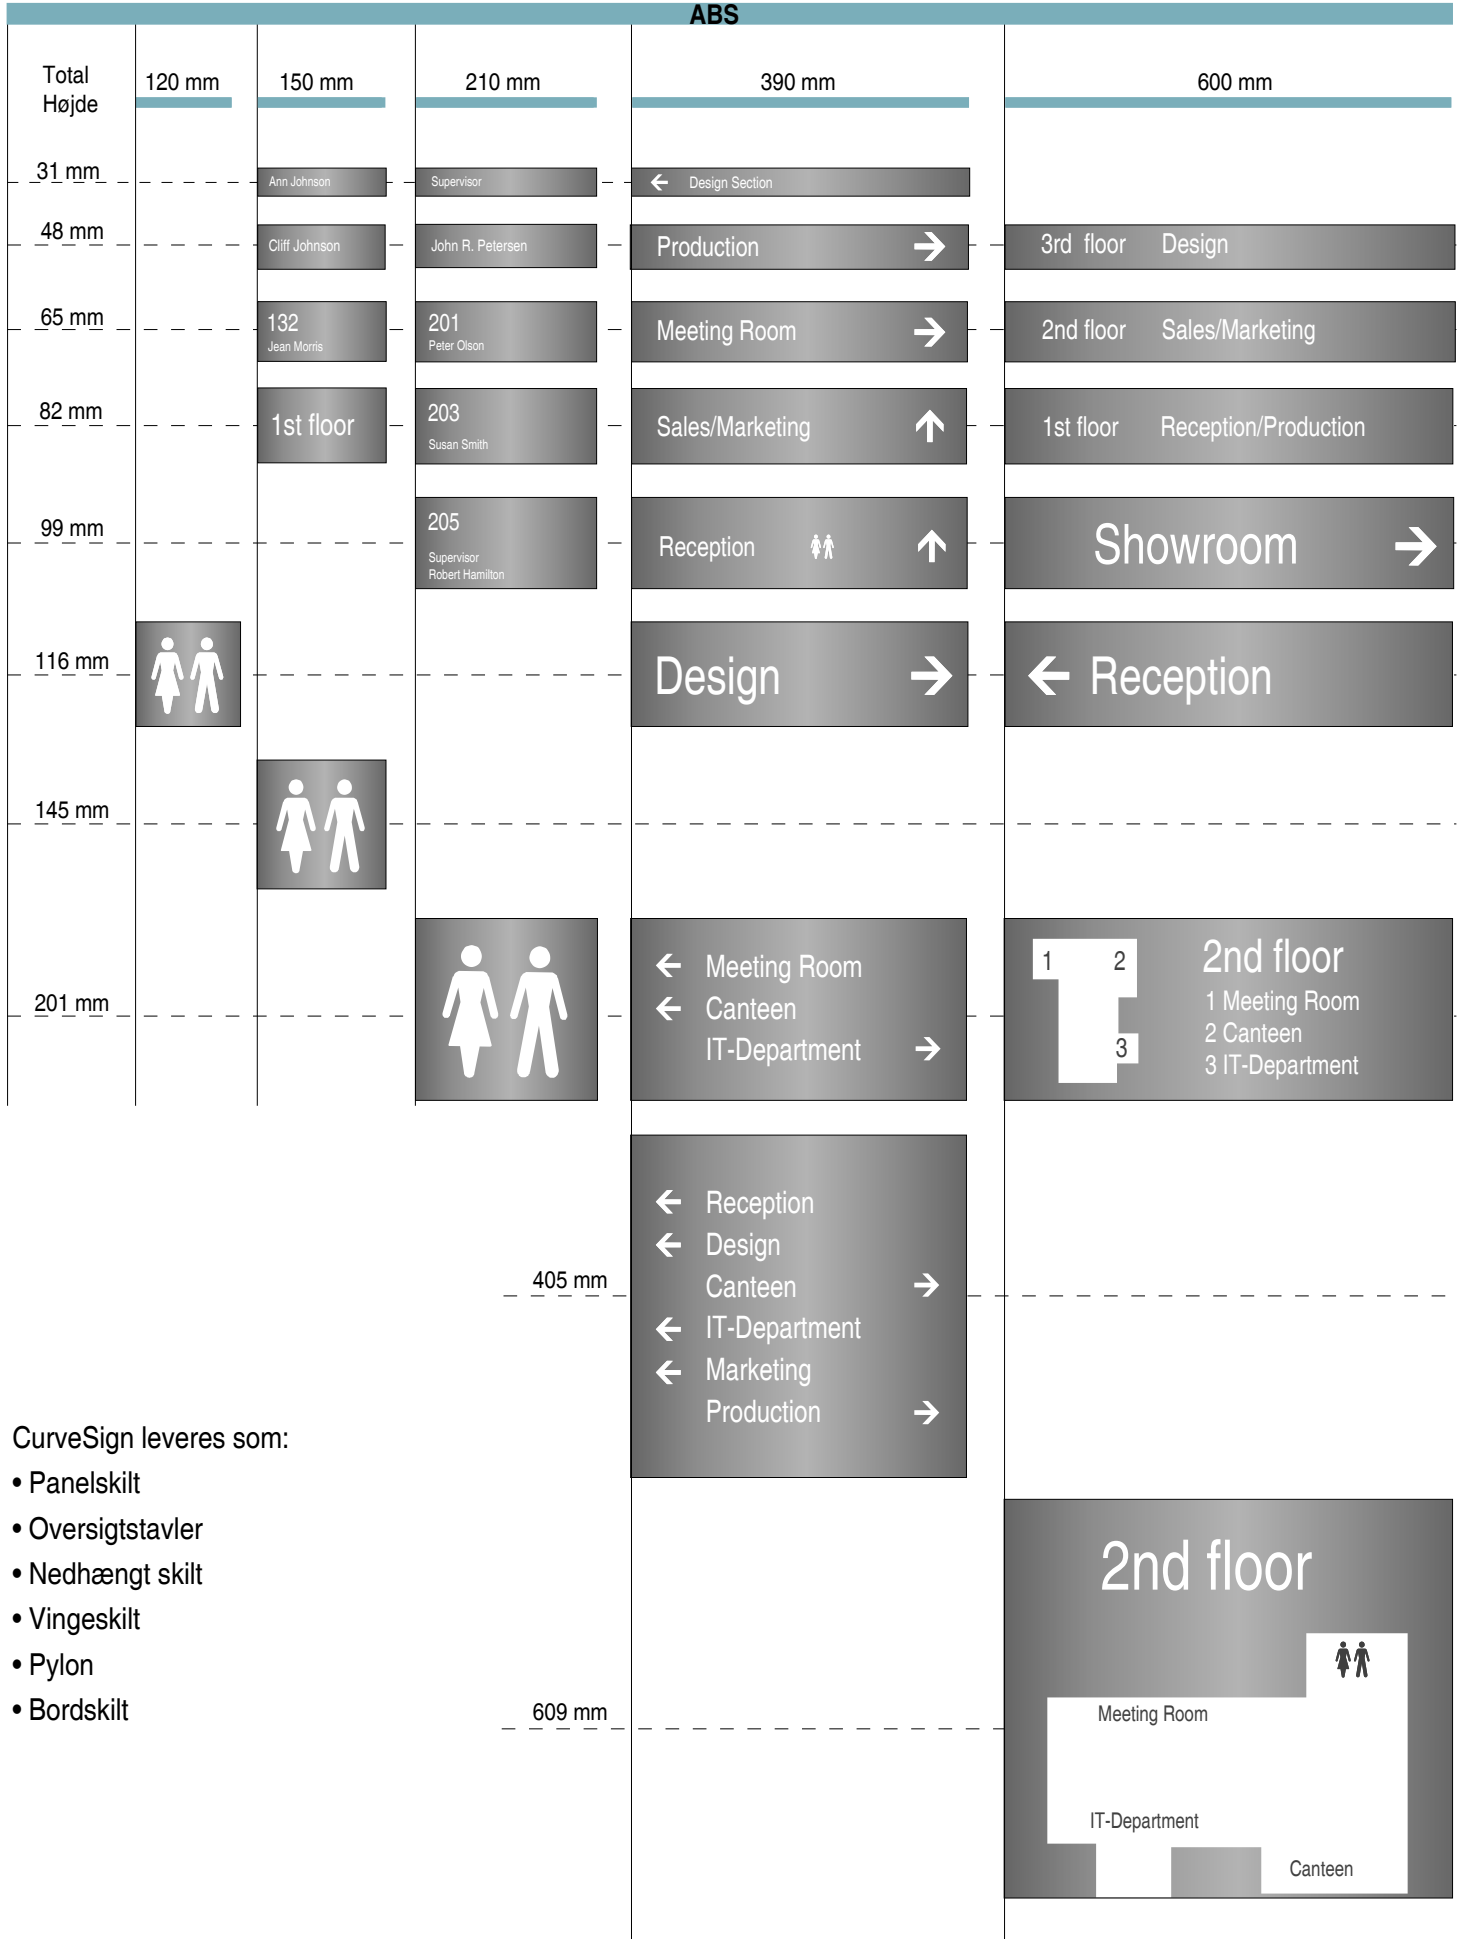 ABS
Total
Højde
120 mm
150 mm
210 mm
390 mm
600 mm
31 mm
Ann Johnson
Supervisor
Design Section
48 mm
Cliff Johnson
John R. Petersen
Production
3rd floor Design
65 mm
132
Jean Morris
201
Peter Olson
Meeting Room
2nd floor Sales/Marketing
82 mm
1st floor
203
Susan Smith
Sales/Marketing
1st floor Reception/Production
99 mm
205
Supervisor
Robert Hamilton
Reception
Showroom
116 mm
Design
Reception
145 mm
201 mm
Meeting Room
Canteen
IT-Department
1 2
3
2nd floor
1 Meeting Room
2 Canteen
3 IT-Department
405 mm
Reception
Design
Canteen
IT-Department
Marketing
Production
CurveSign leveres som:
• Panelskilt
• Oversigtstavler
• Nedhængt skilt
• Vingeskilt
• Pylon
• Bordskilt
609 mm
2nd floor
Meeting Room
IT-Department
Canteen